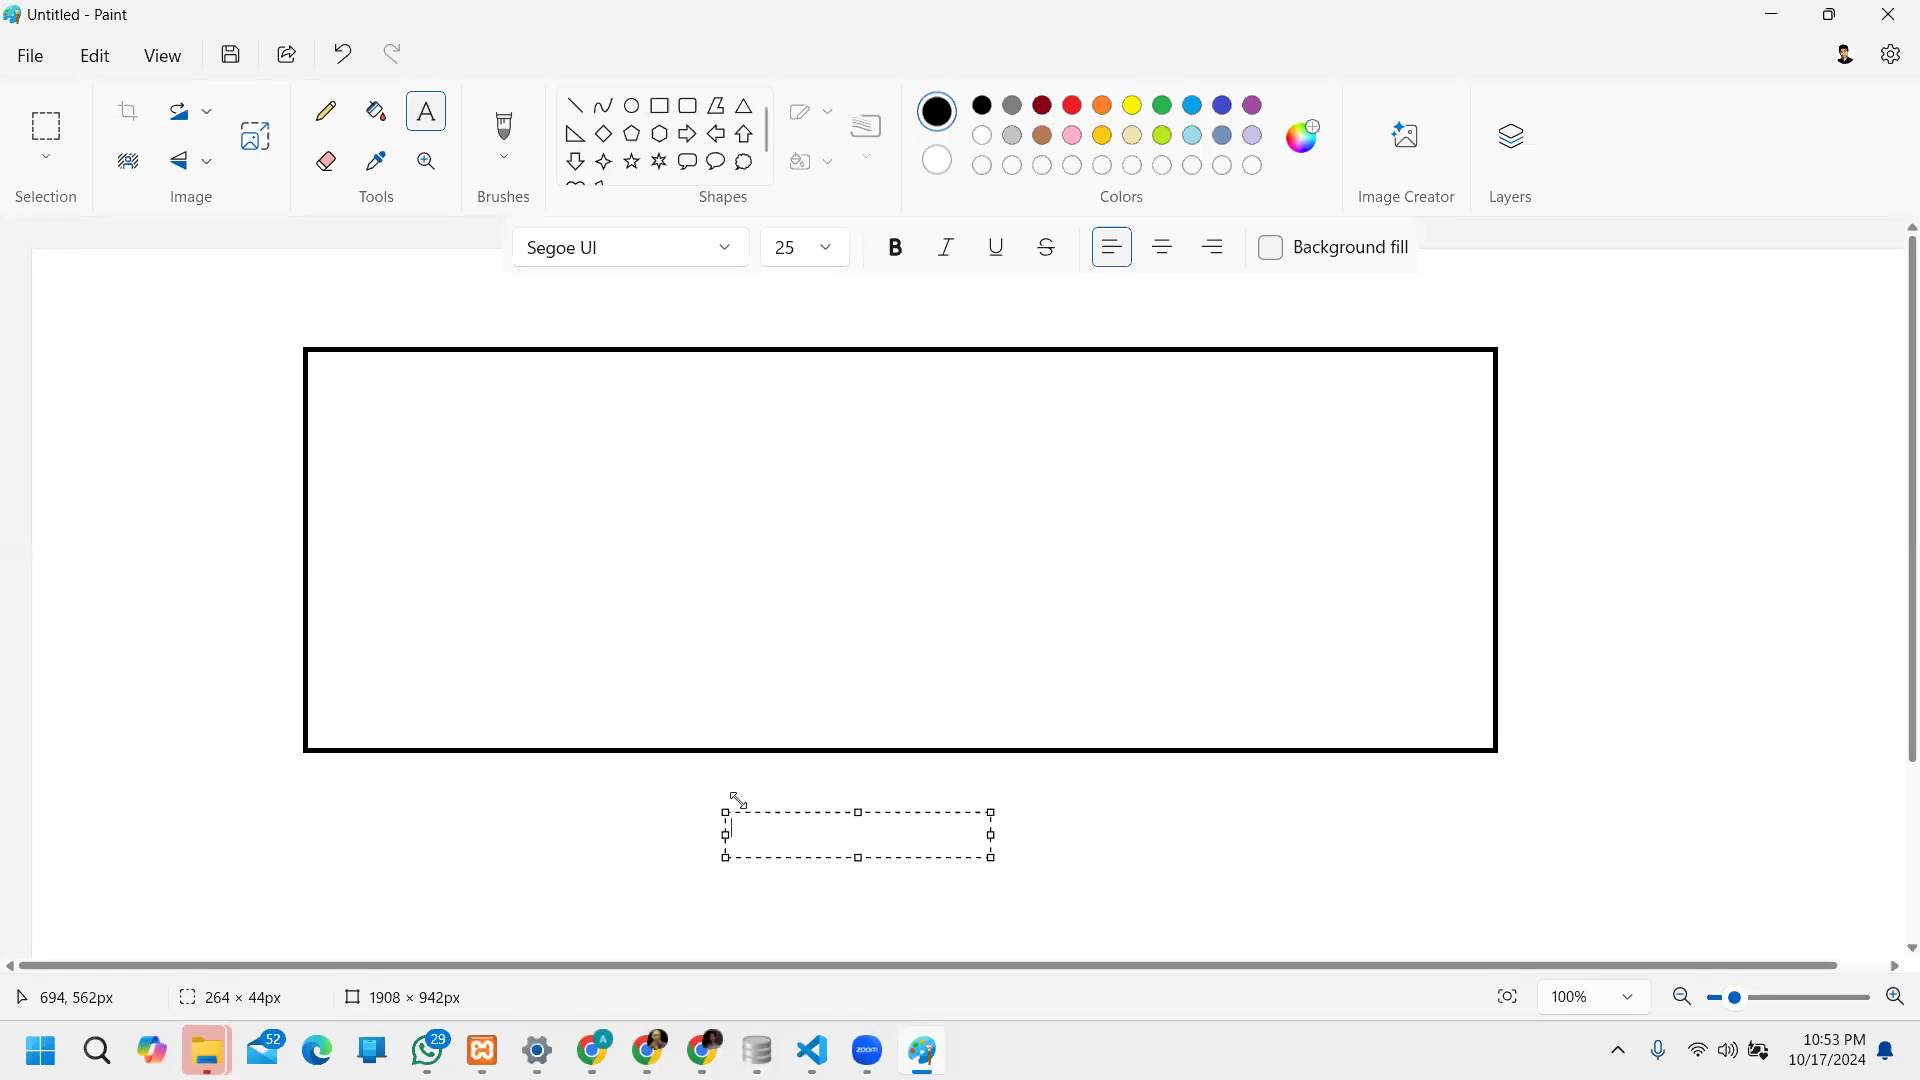 Untitled - Paint
File
Edit
View
Selection
Image
Tools
Brushes
Shapes
Colors
Image Creator
Layers
Segoe UI
25
B
I
U
S
Background fill
694, 562px
264 × 44px
1908 × 942px
100%
52
29
A
zoom
10:53 PM
10/17/2024